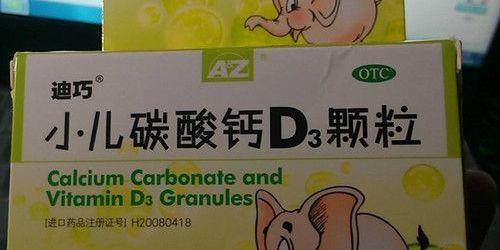 A-Z
OTC
迪巧®
小儿碳酸钙D3颗粒
Calcium Carbonate and
Vitamin D3 Granules
[进口药品注册证号] H20080418